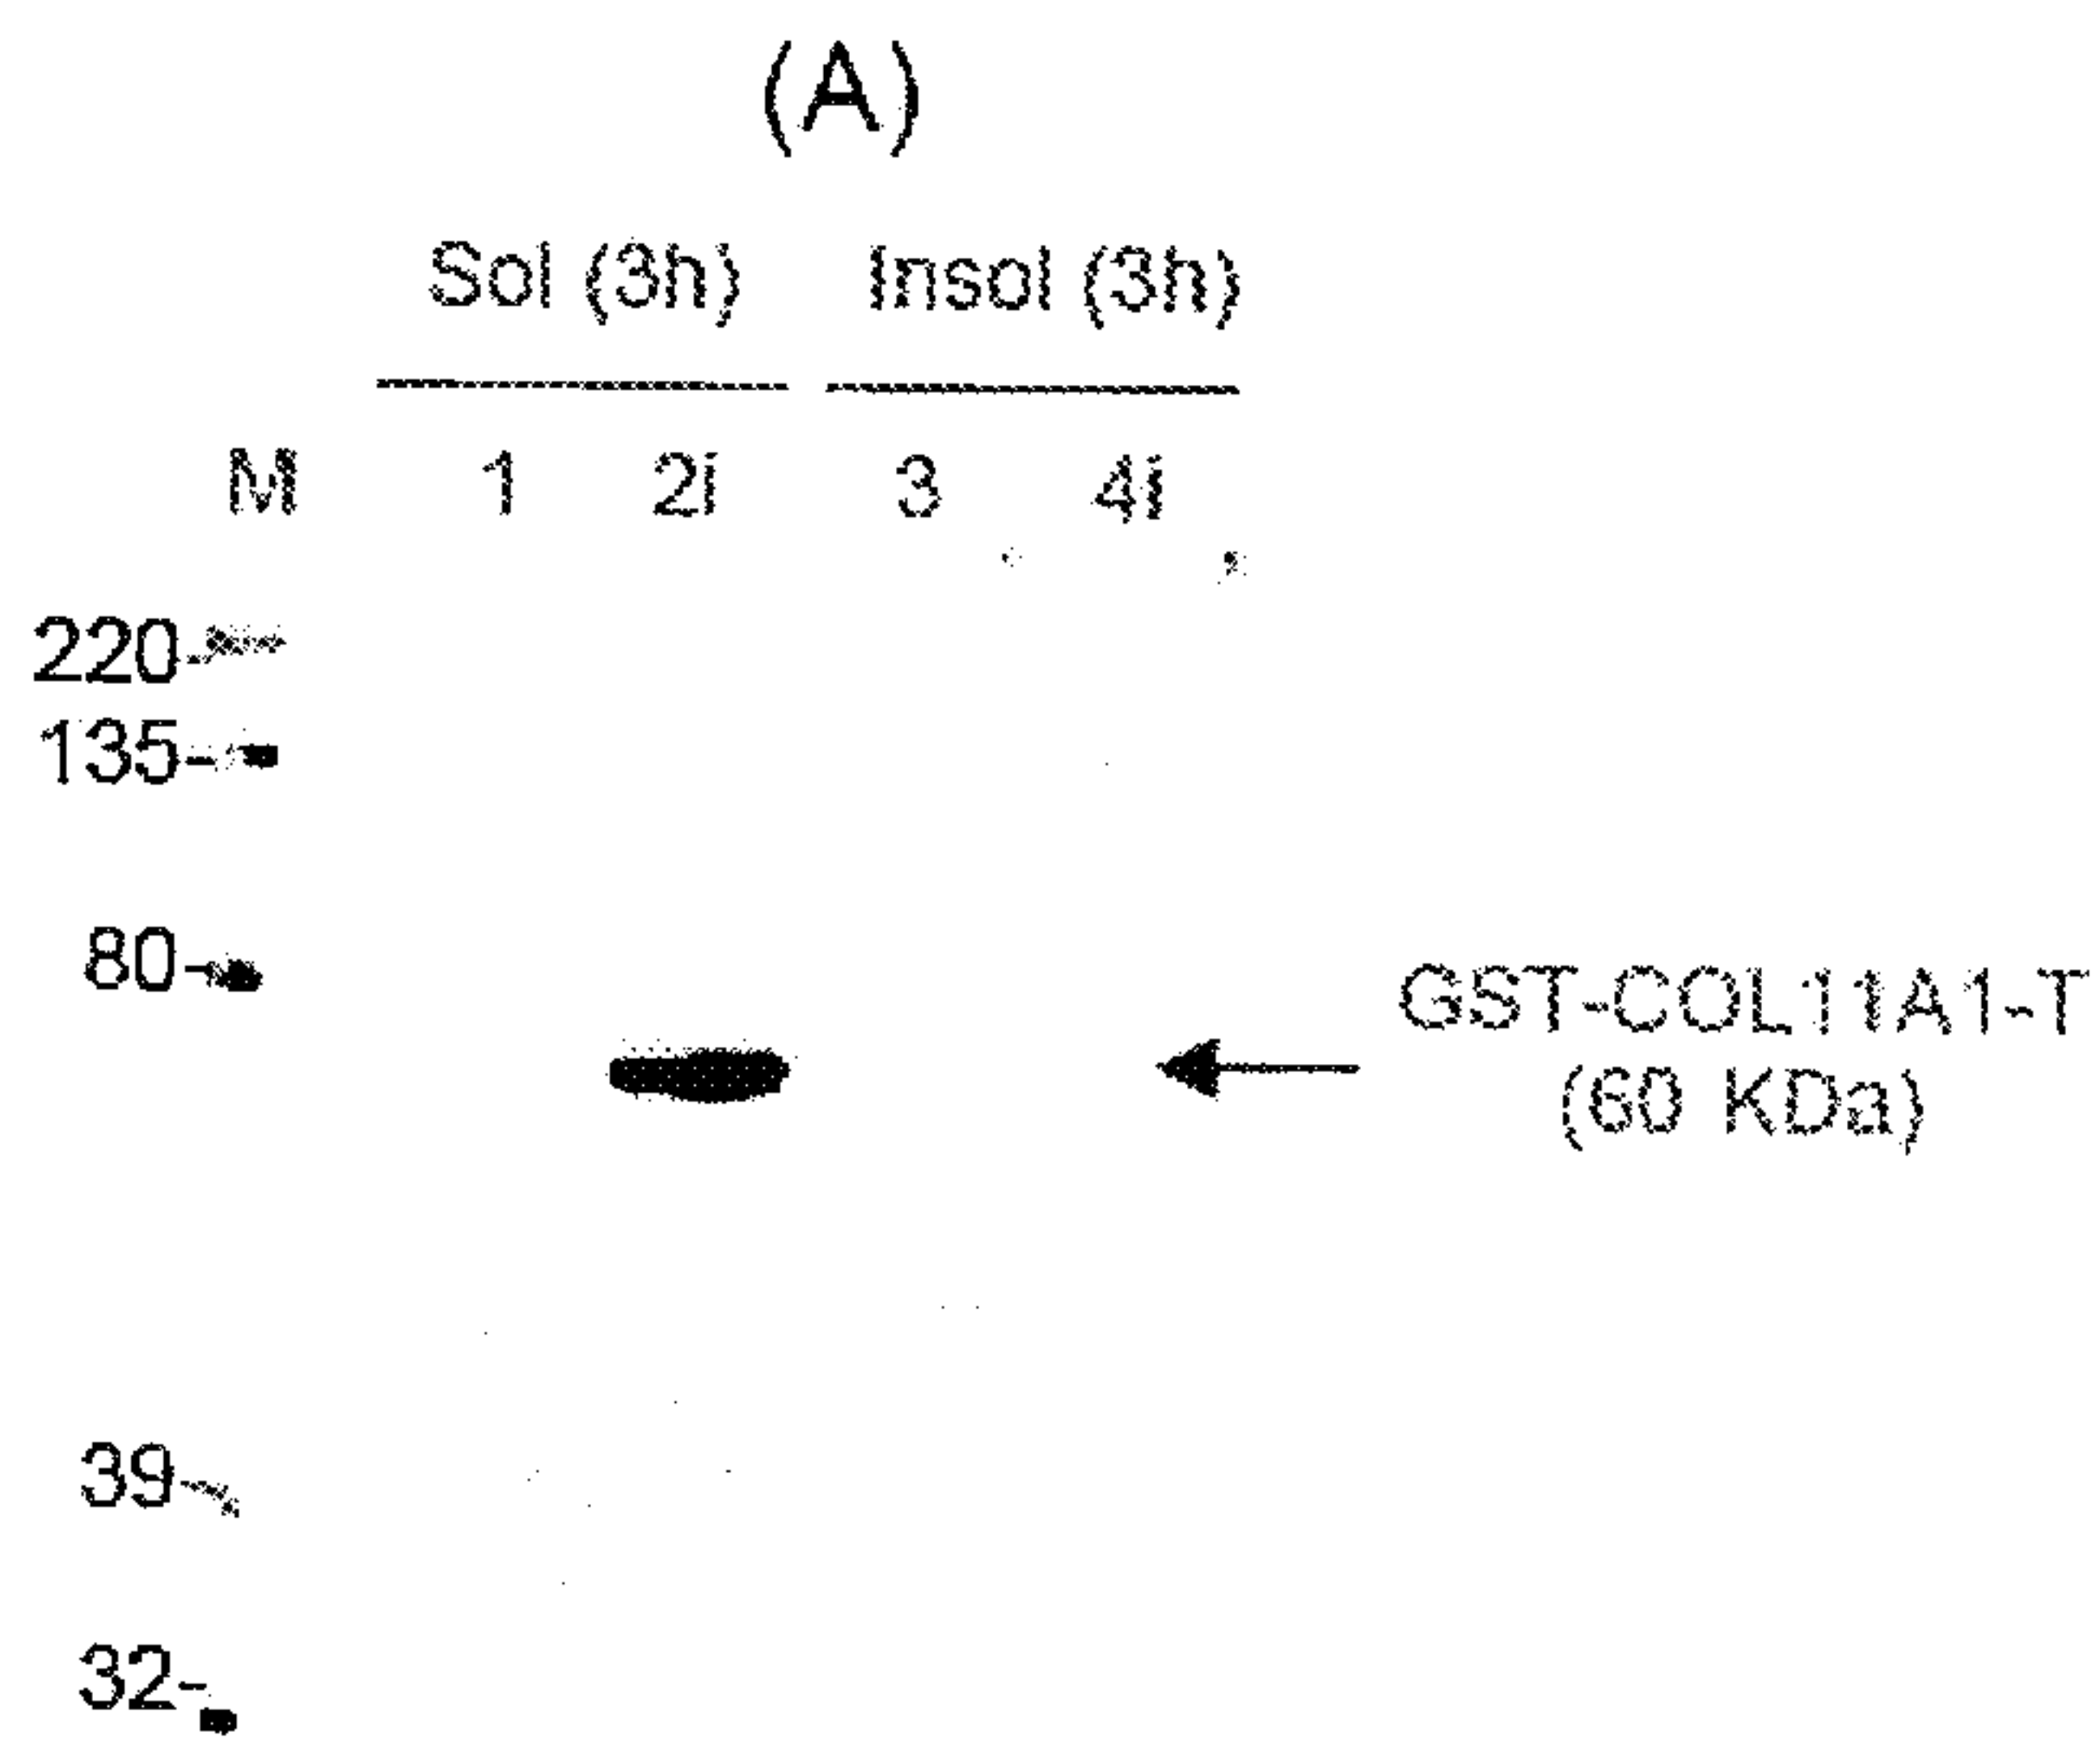 (A)
Sol (3h) Insol (3h)
M 1 2i 3 4i
220-
135-
80-
GST-COL11A1-T
(60 KDa)
39-
32-